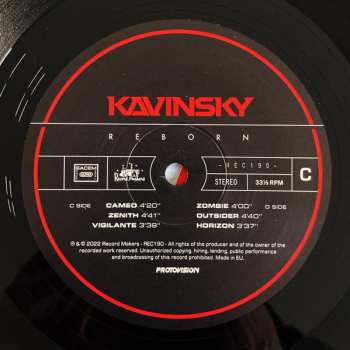 KAVINSKY
REBORN
SACEM
Record Makers
-REC190-
STEREO 33⅓ RPM
C
C SIDE CAMEO 4'20" ZOMBIE 4'00" D SIDE
ZENITH 4'41" OUTSIDER 4'40"
VIGILANTE 3'39" HORIZON 3'37"
℗ & © 2022 Record Makers - REC190 - All rights of the producer and of the owner of the
recorded work reserved. Unauthorized copying, hiring, lending, public performance
and broadcasting of this record prohibited. Made in EU.
PROTOVISION